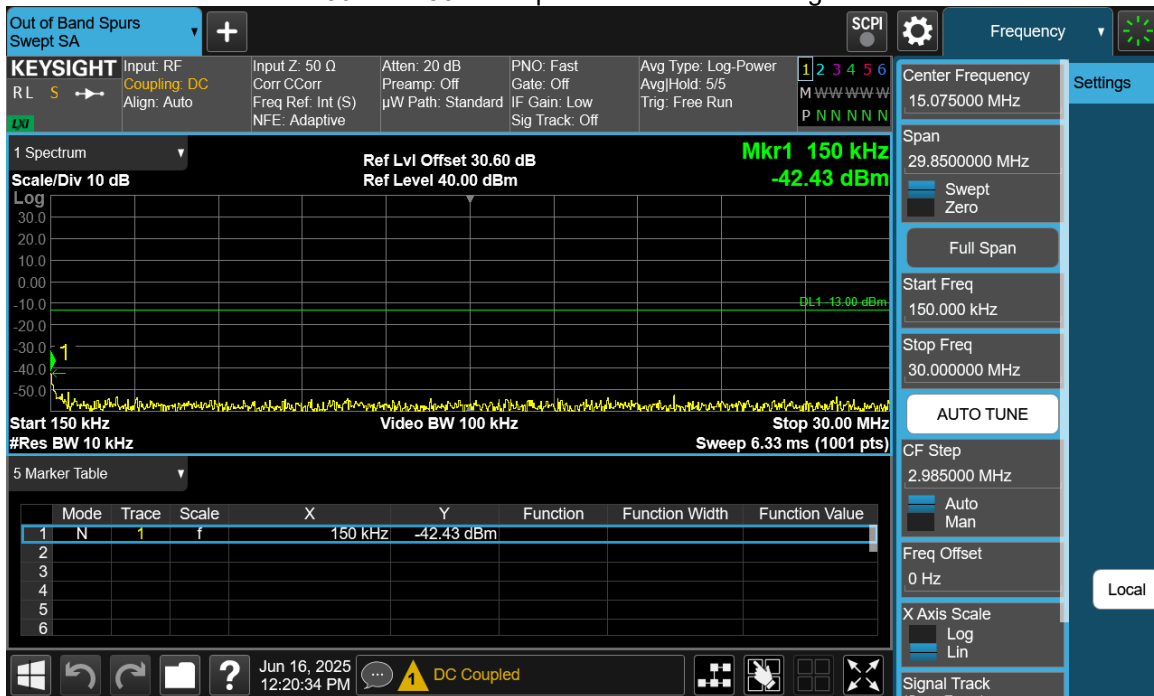 Out of Band Spurs
Swept SA
+
SCPI
Frequency
KEYSIGHT
RL S
LXI
Input: RF
Coupling: DC
Align: Auto
Input Z: 50 Ω
Corr CCorr
Freq Ref: Int (S)
NFE: Adaptive
Atten: 20 dB
Preamp: Off
µW Path: Standard
PNO: Fast
Gate: Off
IF Gain: Low
Sig Track: Off
Avg Type: Log-Power
Avg|Hold: 5/5
Trig: Free Run
1 2 3 4 5 6
M W W W W W
P N N N N N
1 Spectrum
Scale/Div 10 dB
Log
Ref Lvl Offset 30.60 dB
Ref Level 40.00 dBm
Mkr1 150 kHz
-42.43 dBm
30.0
20.0
10.0
0.00
-10.0
-20.0
-30.0
-40.0
-50.0
DL1 -13.00 dBm
1
Start 150 kHz
#Res BW 10 kHz
Video BW 100 kHz
Stop 30.00 MHz
Sweep 6.33 ms (1001 pts)
5 Marker Table
Mode Trace Scale X Y Function Function Width Function Value
1 N 1 f 150 kHz -42.43 dBm
2
3
4
5
6
Center Frequency
15.075000 MHz
Span
29.8500000 MHz
Swept
Zero
Full Span
Start Freq
150.000 kHz
Stop Freq
30.000000 MHz
AUTO TUNE
CF Step
2.985000 MHz
Auto
Man
Freq Offset
0 Hz
X Axis Scale
Log
Lin
Signal Track
Settings
Local
?
Jun 16, 2025
12:20:34 PM
1
DC Coupled